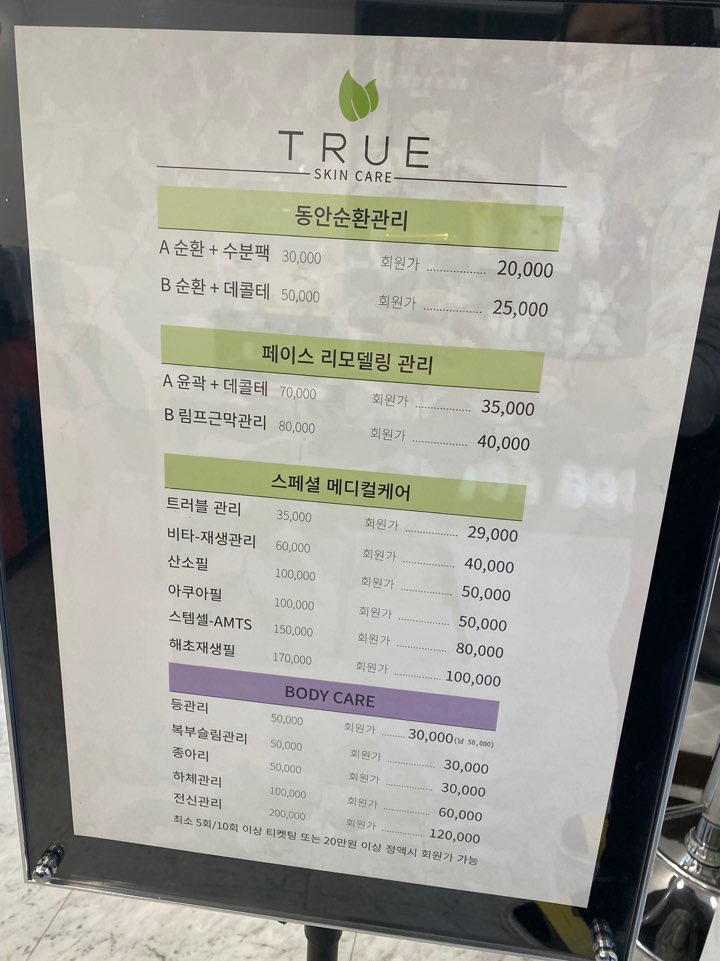 TRUE
SKIN CARE
동안순환관리
A 순환 + 수분팩 30,000 회원가 .................. 20,000
B 순환 + 데콜테 50,000 회원가 .................. 25,000
페이스 리모델링 관리
A 윤곽 + 데콜테 70,000 회원가 .................. 35,000
B 림프근막관리 80,000 회원가 .................. 40,000
스페셜 메디컬케어
트러블 관리 35,000 회원가 .................. 29,000
비타-재생관리 60,000 회원가 .................. 40,000
산소필 100,000 회원가 .................. 50,000
아쿠아필 100,000 회원가 .................. 50,000
스템셀-AMTS 150,000 회원가 .................. 80,000
해초재생필 170,000 회원가 ............... 100,000
BODY CARE
등관리 50,000 회원가 ......... 30,000(남 50,000)
복부슬림관리 50,000 회원가 .................. 30,000
종아리 50,000 회원가 .................. 30,000
하체관리 100,000 회원가 .................. 60,000
전신관리 200,000 회원가 ............... 120,000
최소 5회/10회 이상 티켓팅 또는 20만원 이상 정액시 회원가 가능